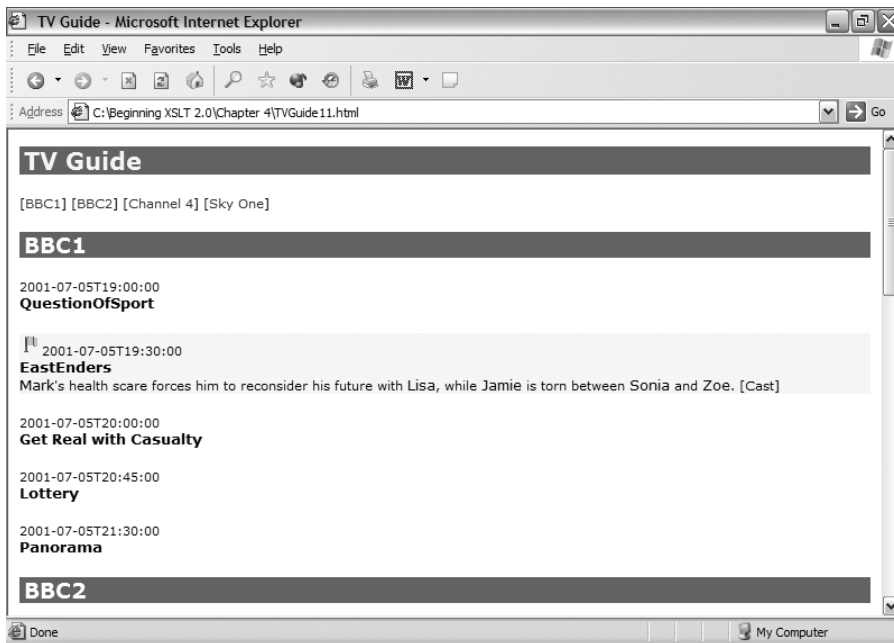 TV Guide - Microsoft Internet Explorer
File Edit View Favorites Tools Help
Address C:\Beginning XSLT 2.0\Chapter 4\TVGuide11.html Go
TV Guide
[BBC1] [BBC2] [Channel 4] [Sky One]
BBC1
2001-07-05T19:00:00
QuestionOfSport
2001-07-05T19:30:00
EastEnders
Mark's health scare forces him to reconsider his future with Lisa, while Jamie is torn between Sonia and Zoe. [Cast]
2001-07-05T20:00:00
Get Real with Casualty
2001-07-05T20:45:00
Lottery
2001-07-05T21:30:00
Panorama
BBC2
Done My Computer